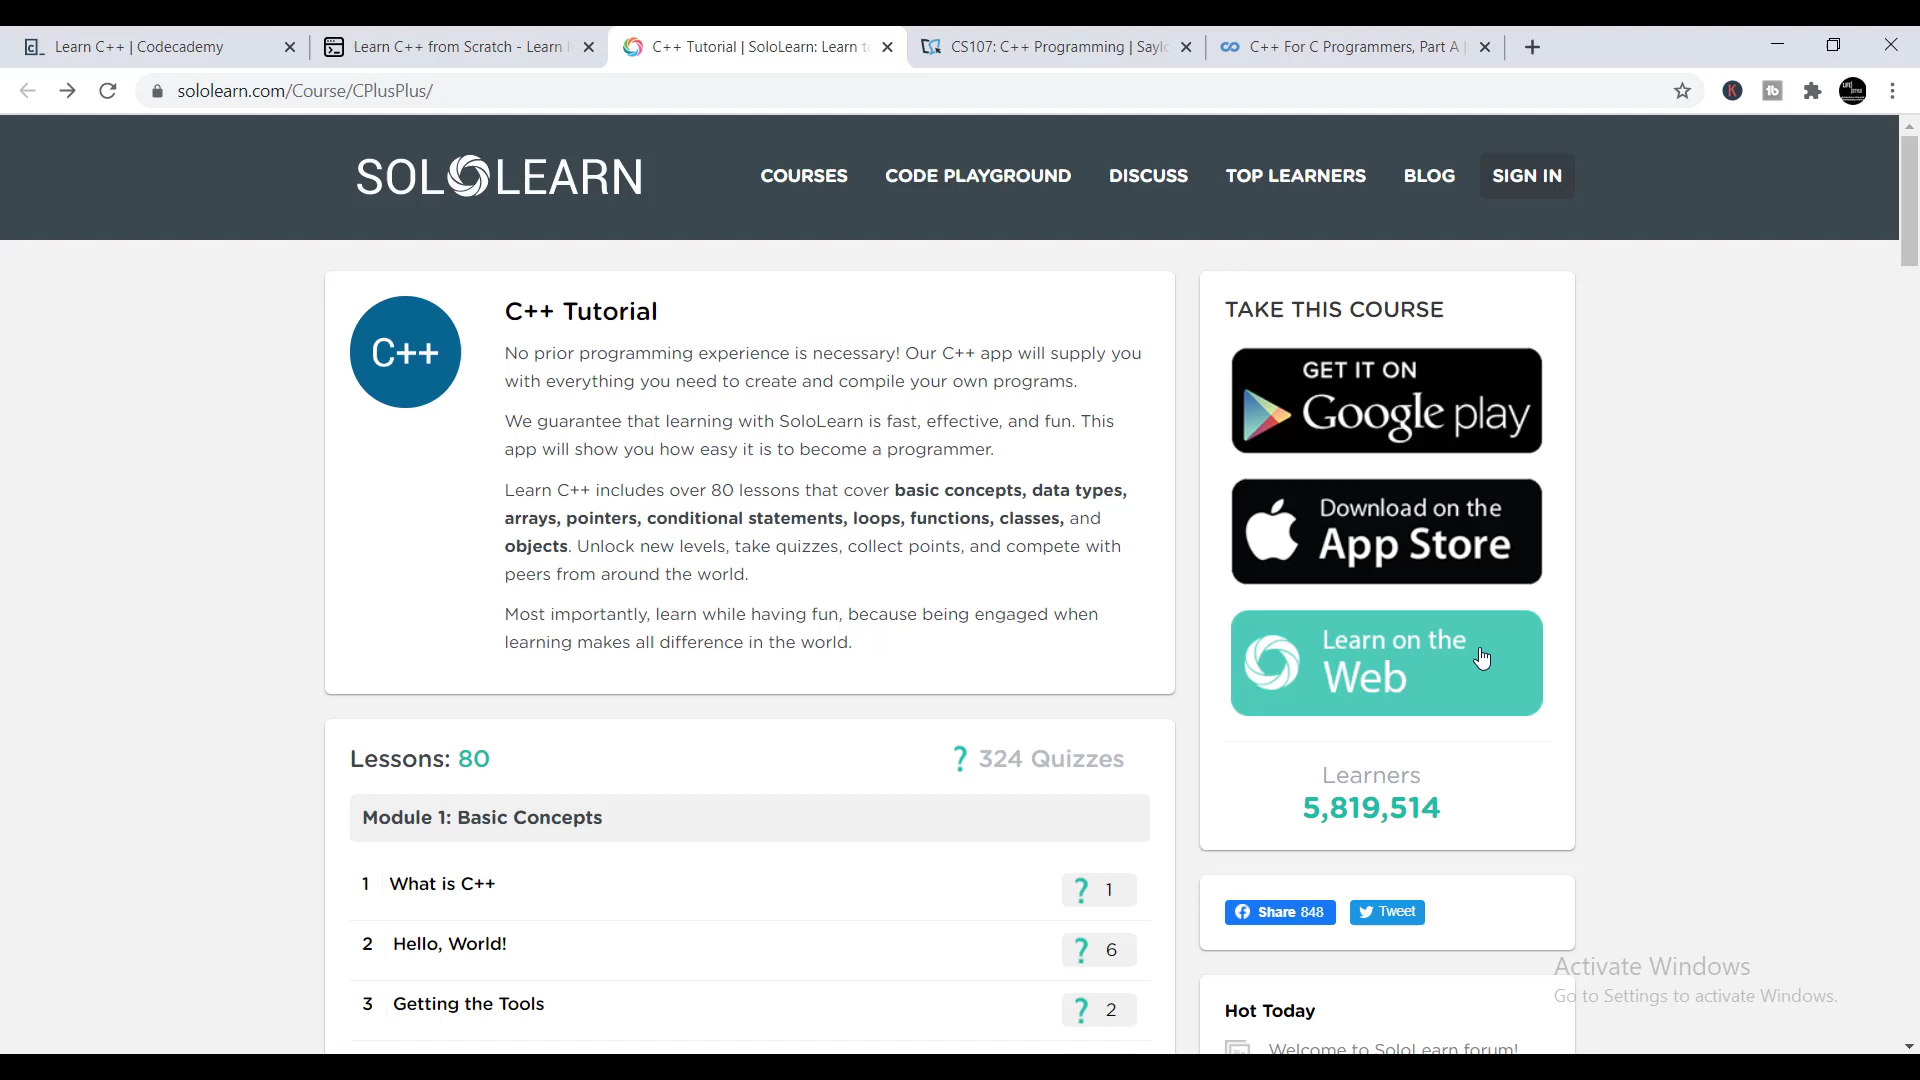 Learn C++ | Codecademy
Learn C++ from Scratch - Learn
C++ Tutorial | SoloLearn: Learn to
CS107: C++ Programming | Saylo
C++ For C Programmers, Part A |
sololearn.com/Course/CPlusPlus/
K
tb
SOLOLEARN
COURSES
CODE PLAYGROUND
DISCUSS
TOP LEARNERS
BLOG
SIGN IN
C++
C++ Tutorial
No prior programming experience is necessary! Our C++ app will supply you
with everything you need to create and compile your own programs.
We guarantee that learning with SoloLearn is fast, effective, and fun. This
app will show you how easy it is to become a programmer.
Learn C++ includes over 80 lessons that cover basic concepts, data types,
arrays, pointers, conditional statements, loops, functions, classes, and
objects. Unlock new levels, take quizzes, collect points, and compete with
peers from around the world.
Most importantly, learn while having fun, because being engaged when
learning makes all difference in the world.
TAKE THIS COURSE
GET IT ON
Google play
Download on the
App Store
Learn on the
Web
Learners
5,819,514
Lessons: 80
? 324 Quizzes
Module 1: Basic Concepts
1 What is C++
? 1
2 Hello, World!
? 6
3 Getting the Tools
? 2
Share 848
Tweet
Hot Today
Welcome to SoloLearn forum!
Activate Windows
Go to Settings to activate Windows.